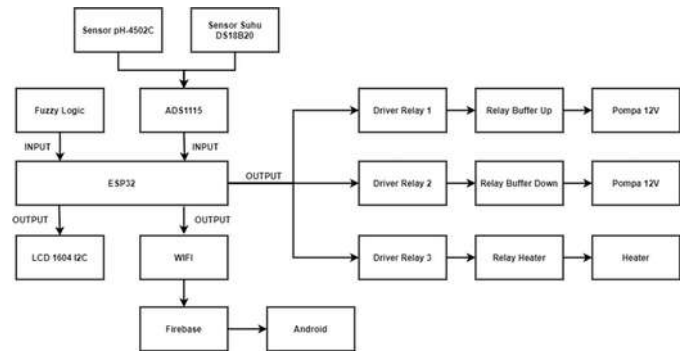 Sensor pH-4502C
Sensor Suhu
DS18B20
Fuzzy Logic
ADS1115
Driver Relay 1
Relay Buffer Up
Pompa 12V
INPUT
INPUT
ESP32
OUTPUT
Driver Relay 2
Relay Buffer Down
Pompa 12V
OUTPUT
OUTPUT
LCD 1604 I2C
WIFI
Driver Relay 3
Relay Heater
Heater
Firebase
Android